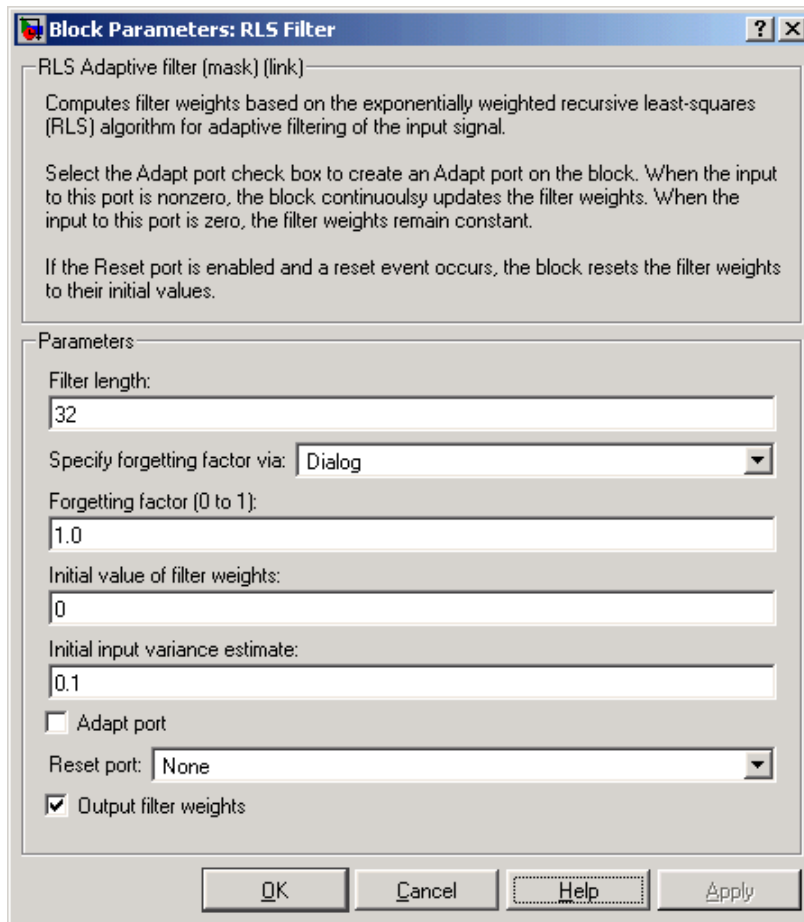 Block Parameters: RLS Filter
RLS Adaptive filter (mask) (link)
Computes filter weights based on the exponentially weighted recursive least-squares
(RLS) algorithm for adaptive filtering of the input signal.
Select the Adapt port check box to create an Adapt port on the block. When the input
to this port is nonzero, the block continuoulsy updates the filter weights. When the
input to this port is zero, the filter weights remain constant.
If the Reset port is enabled and a reset event occurs, the block resets the filter weights
to their initial values.
Parameters
Filter length:
32
Specify forgetting factor via: Dialog
Forgetting factor (0 to 1):
1.0
Initial value of filter weights:
0
Initial input variance estimate:
0.1
Adapt port
Reset port: None
Output filter weights
OK Cancel Help Apply